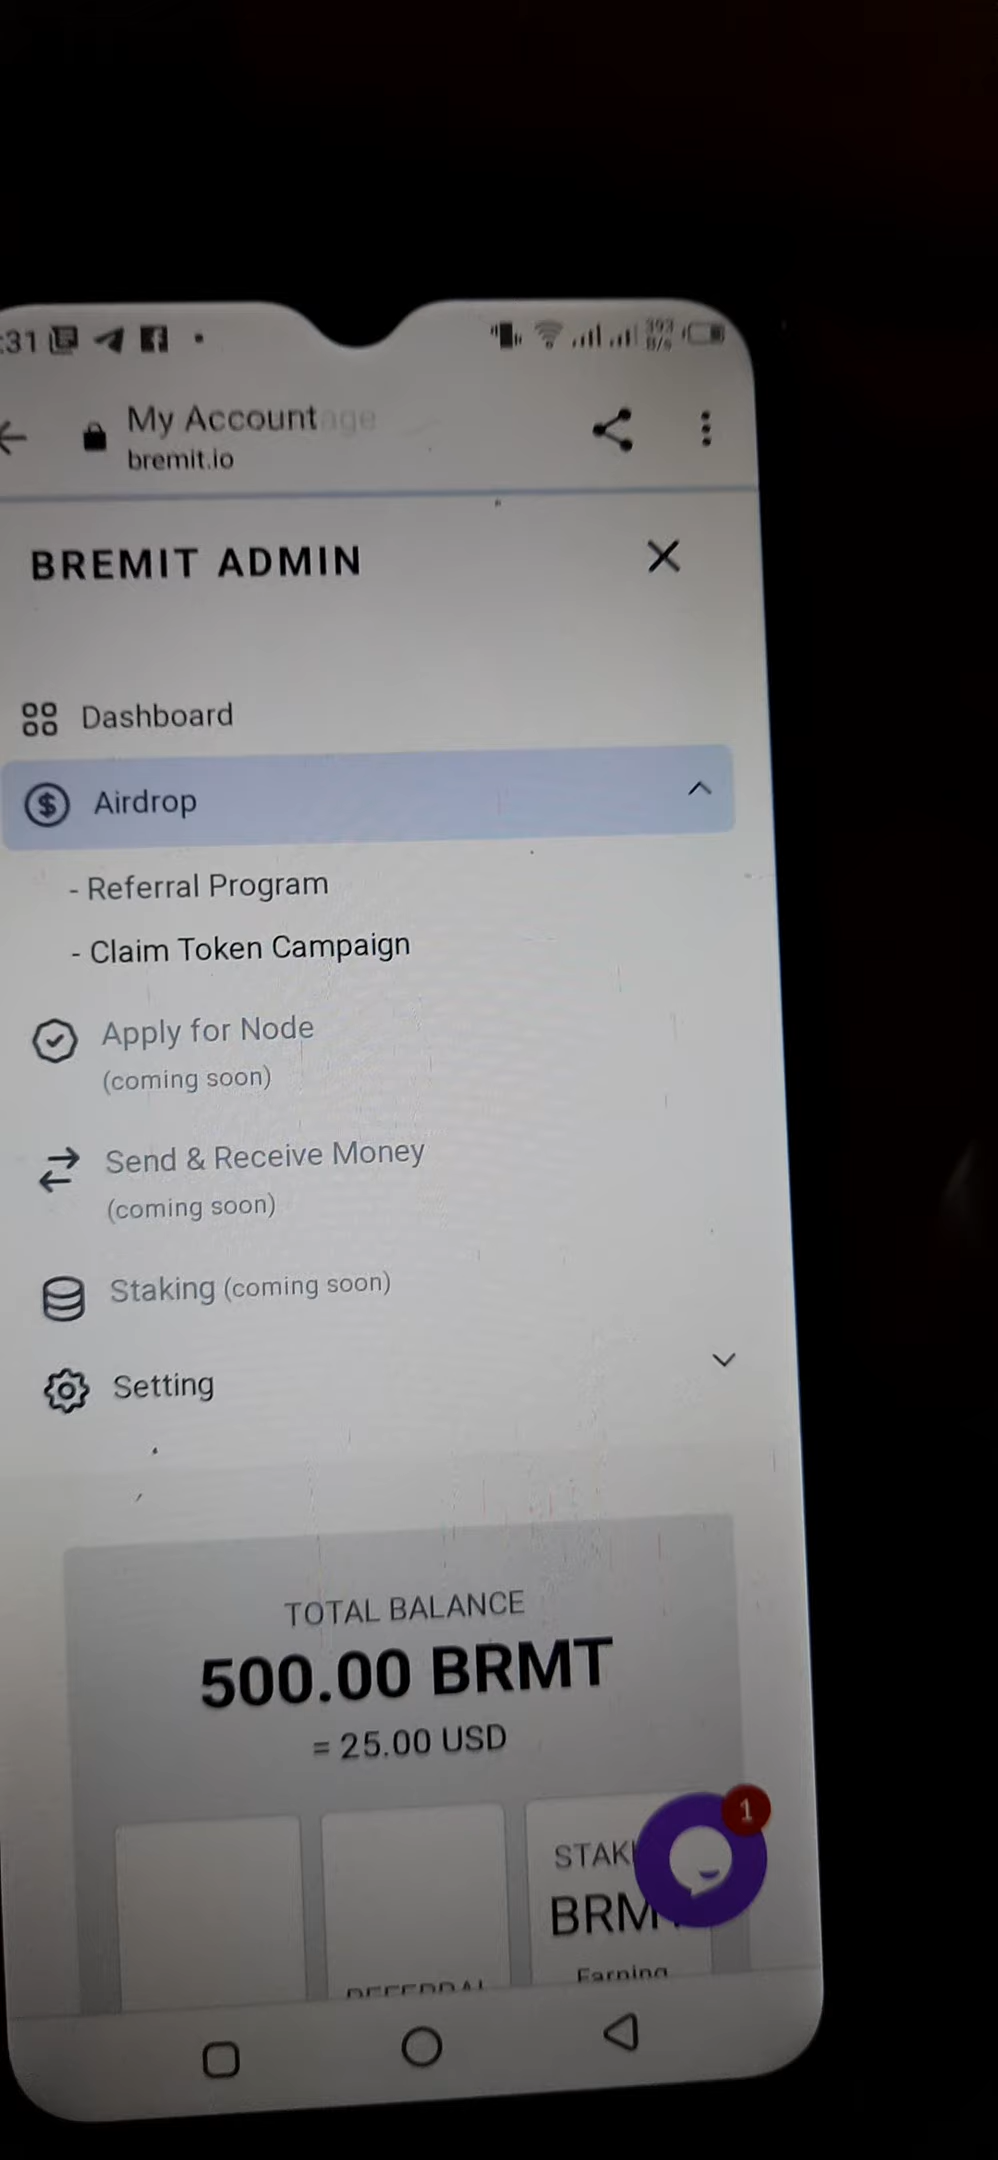 :31
393
B/s
My Account
bremit.io
BREMIT ADMIN
Dashboard
Airdrop
- Referral Program
- Claim Token Campaign
Apply for Node
(coming soon)
Send & Receive Money
(coming soon)
Staking (coming soon)
Setting
TOTAL BALANCE
500.00 BRMT
= 25.00 USD
1
Earning